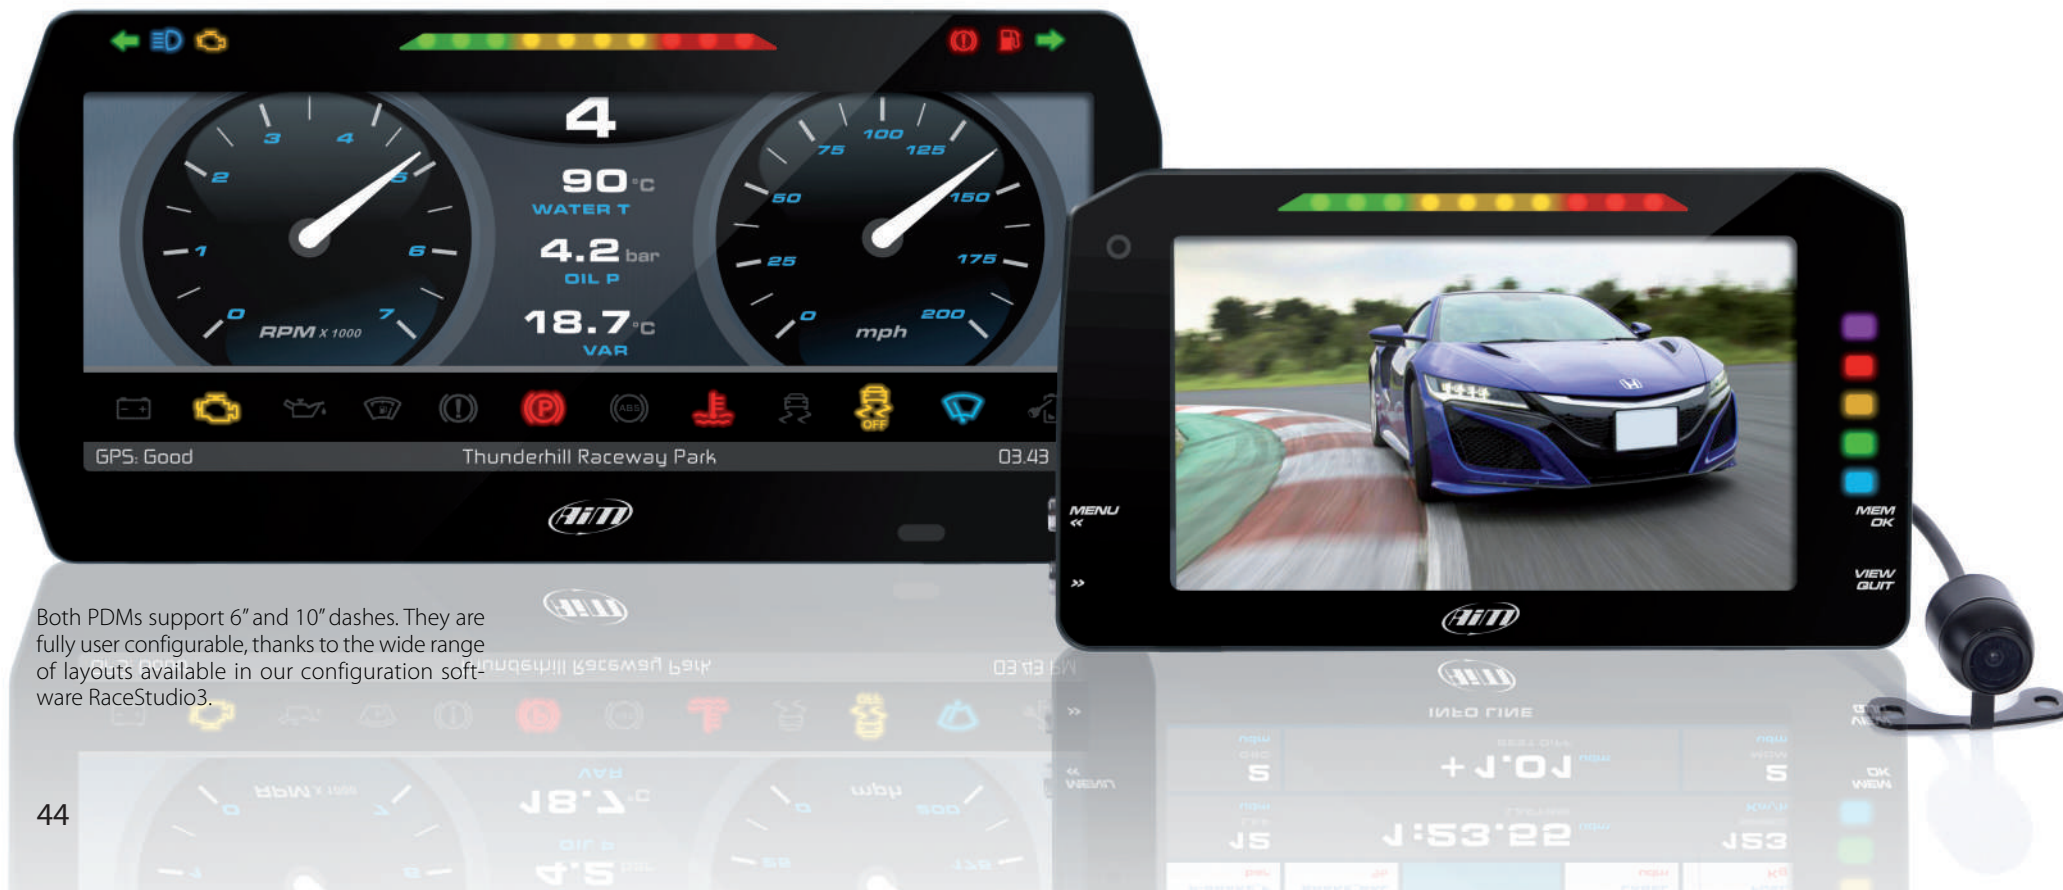 4
3
4
2
5
1
6
0
7
RPM X 1000
90 °C
WATER T
4.2 bar
OIL P
18.7 °C
VAR
100
75
125
50
150
25
175
0
200
mph
OFF
ABS
P
GPS: Good
Thunderhill Raceway Park
03.43
AiM
MENU
<<
>>
MEM
OK
VIEW
QUIT
AiM
Both PDMs support 6” and 10” dashes. They are
fully user configurable, thanks to the wide range
of layouts available in our configuration soft-
ware RaceStudio3.
44